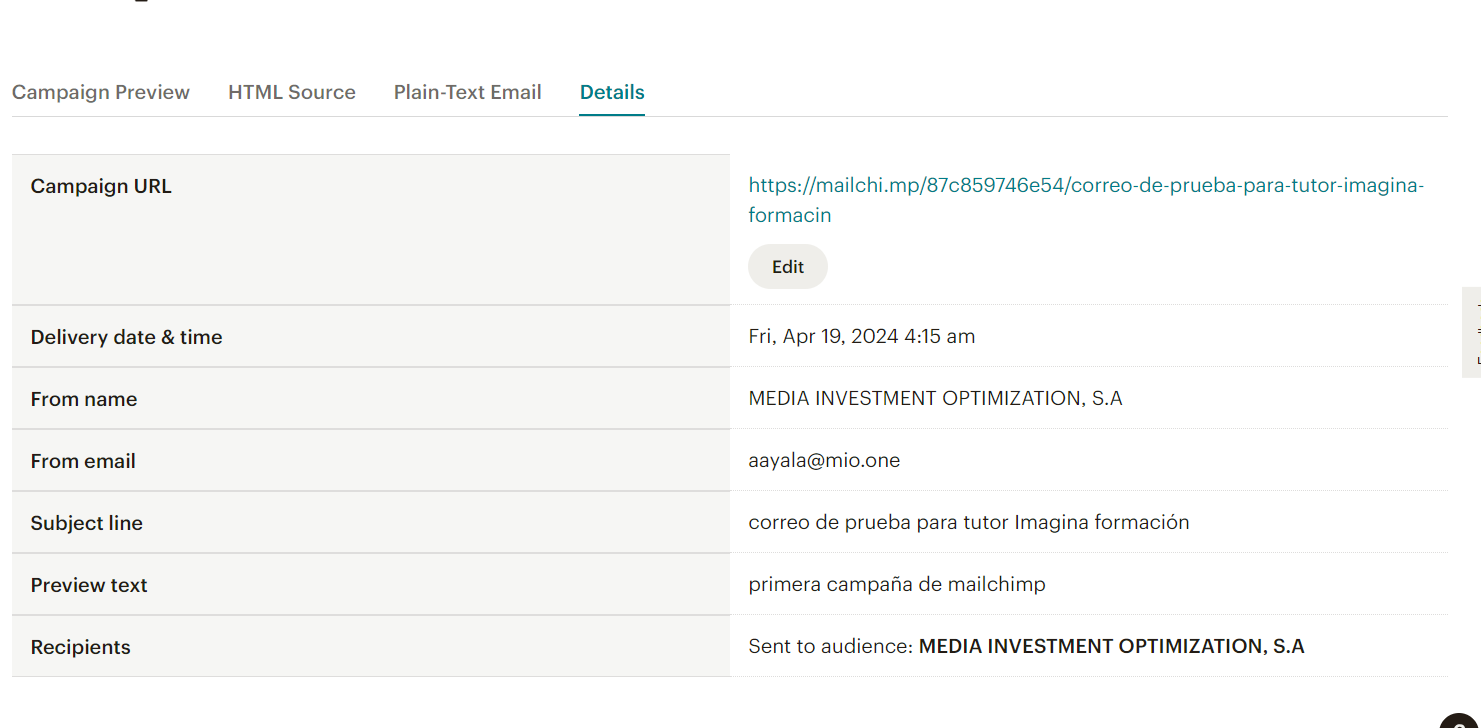 Campaign Preview HTML Source Plain-Text Email Details
Campaign URL
https://mailchi.mp/87c859746e54/correo-de-prueba-para-tutor-imagina-
formacin
Edit
Delivery date & time Fri, Apr 19, 2024 4:15 am
From name MEDIA INVESTMENT OPTIMIZATION, S.A
From email aayala@mio.one
Subject line correo de prueba para tutor Imagina formación
Preview text primera campaña de mailchimp
Recipients Sent to audience: MEDIA INVESTMENT OPTIMIZATION, S.A